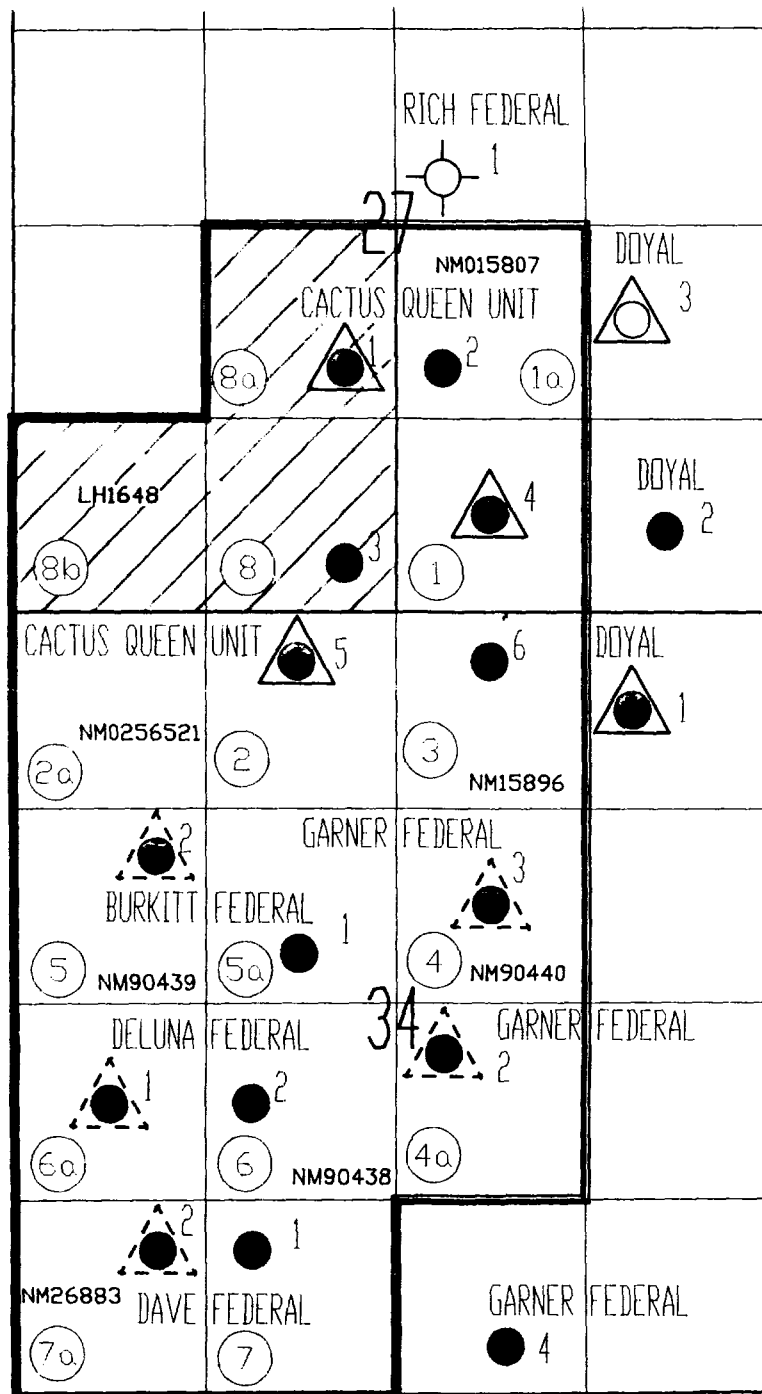 RICH FEDERAL
1
27
NM015807
DOYAL
3
CACTUS QUEEN UNIT
1
2
8a
1a
LH1648
4
DOYAL
2
8b
8
3
1
CACTUS QUEEN UNIT
5
6
DOYAL
1
NM0256521
2a
2
3
NM15896
2
GARNER FEDERAL
3
BURKITT FEDERAL
1
5
NM90439
5a
4
NM90440
34
DELUNA FEDERAL
GARNER FEDERAL
1
2
2
6a
6
NM90438
4a
2
1
NM26883
DAVE FEDERAL
GARNER FEDERAL
7a
7
4